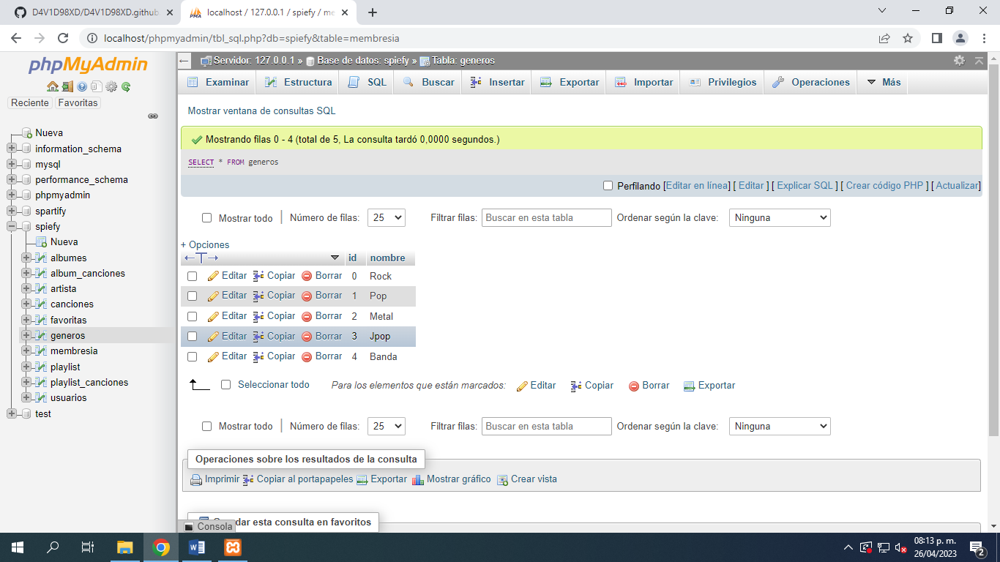 D4V1D98XD/D4V1D98XD.github
localhost / 127.0.0.1 / spiefy / me
localhost/phpmyadmin/tbl_sql.php?db=spiefy&table=membresia
phpMyAdmin
Reciente Favoritas
Nueva
information_schema
mysql
performance_schema
phpmyadmin
spartify
spiefy
Nueva
albumes
album_canciones
artista
canciones
favoritas
generos
membresia
playlist
playlist_canciones
usuarios
test
Servidor: 127.0.0.1 » Base de datos: spiefy » Tabla: generos
Examinar Estructura SQL Buscar Insertar Exportar Importar Privilegios Operaciones Más
Mostrar ventana de consultas SQL
Mostrando filas 0 - 4 (total de 5, La consulta tardó 0,0000 segundos.)
SELECT * FROM generos
Perfilando [Editar en línea] [ Editar ] [ Explicar SQL ] [ Crear código PHP ] [ Actualizar]
Mostrar todo | Número de filas: 25 Filtrar filas: Buscar en esta tabla Ordenar según la clave: Ninguna
+ Opciones
←T→ id nombre
Editar Copiar Borrar 0 Rock
Editar Copiar Borrar 1 Pop
Editar Copiar Borrar 2 Metal
Editar Copiar Borrar 3 Jpop
Editar Copiar Borrar 4 Banda
Seleccionar todo Para los elementos que están marcados: Editar Copiar Borrar Exportar
Mostrar todo | Número de filas: 25 Filtrar filas: Buscar en esta tabla Ordenar según la clave: Ninguna
Operaciones sobre los resultados de la consulta
Imprimir Copiar al portapapeles Exportar Mostrar gráfico Crear vista
esta consulta en favoritos
Consola
08:13 p. m.
26/04/2023
2